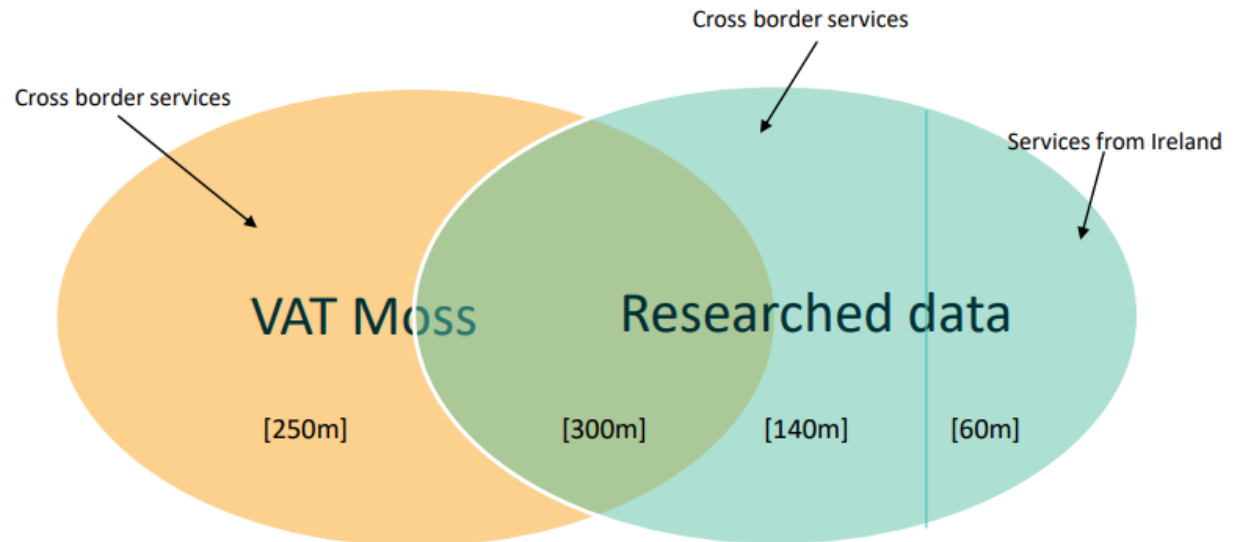 Cross border services
Cross border services
Services from Ireland
VAT Moss
Researched data
[250m]
[300m]
[140m]
[60m]